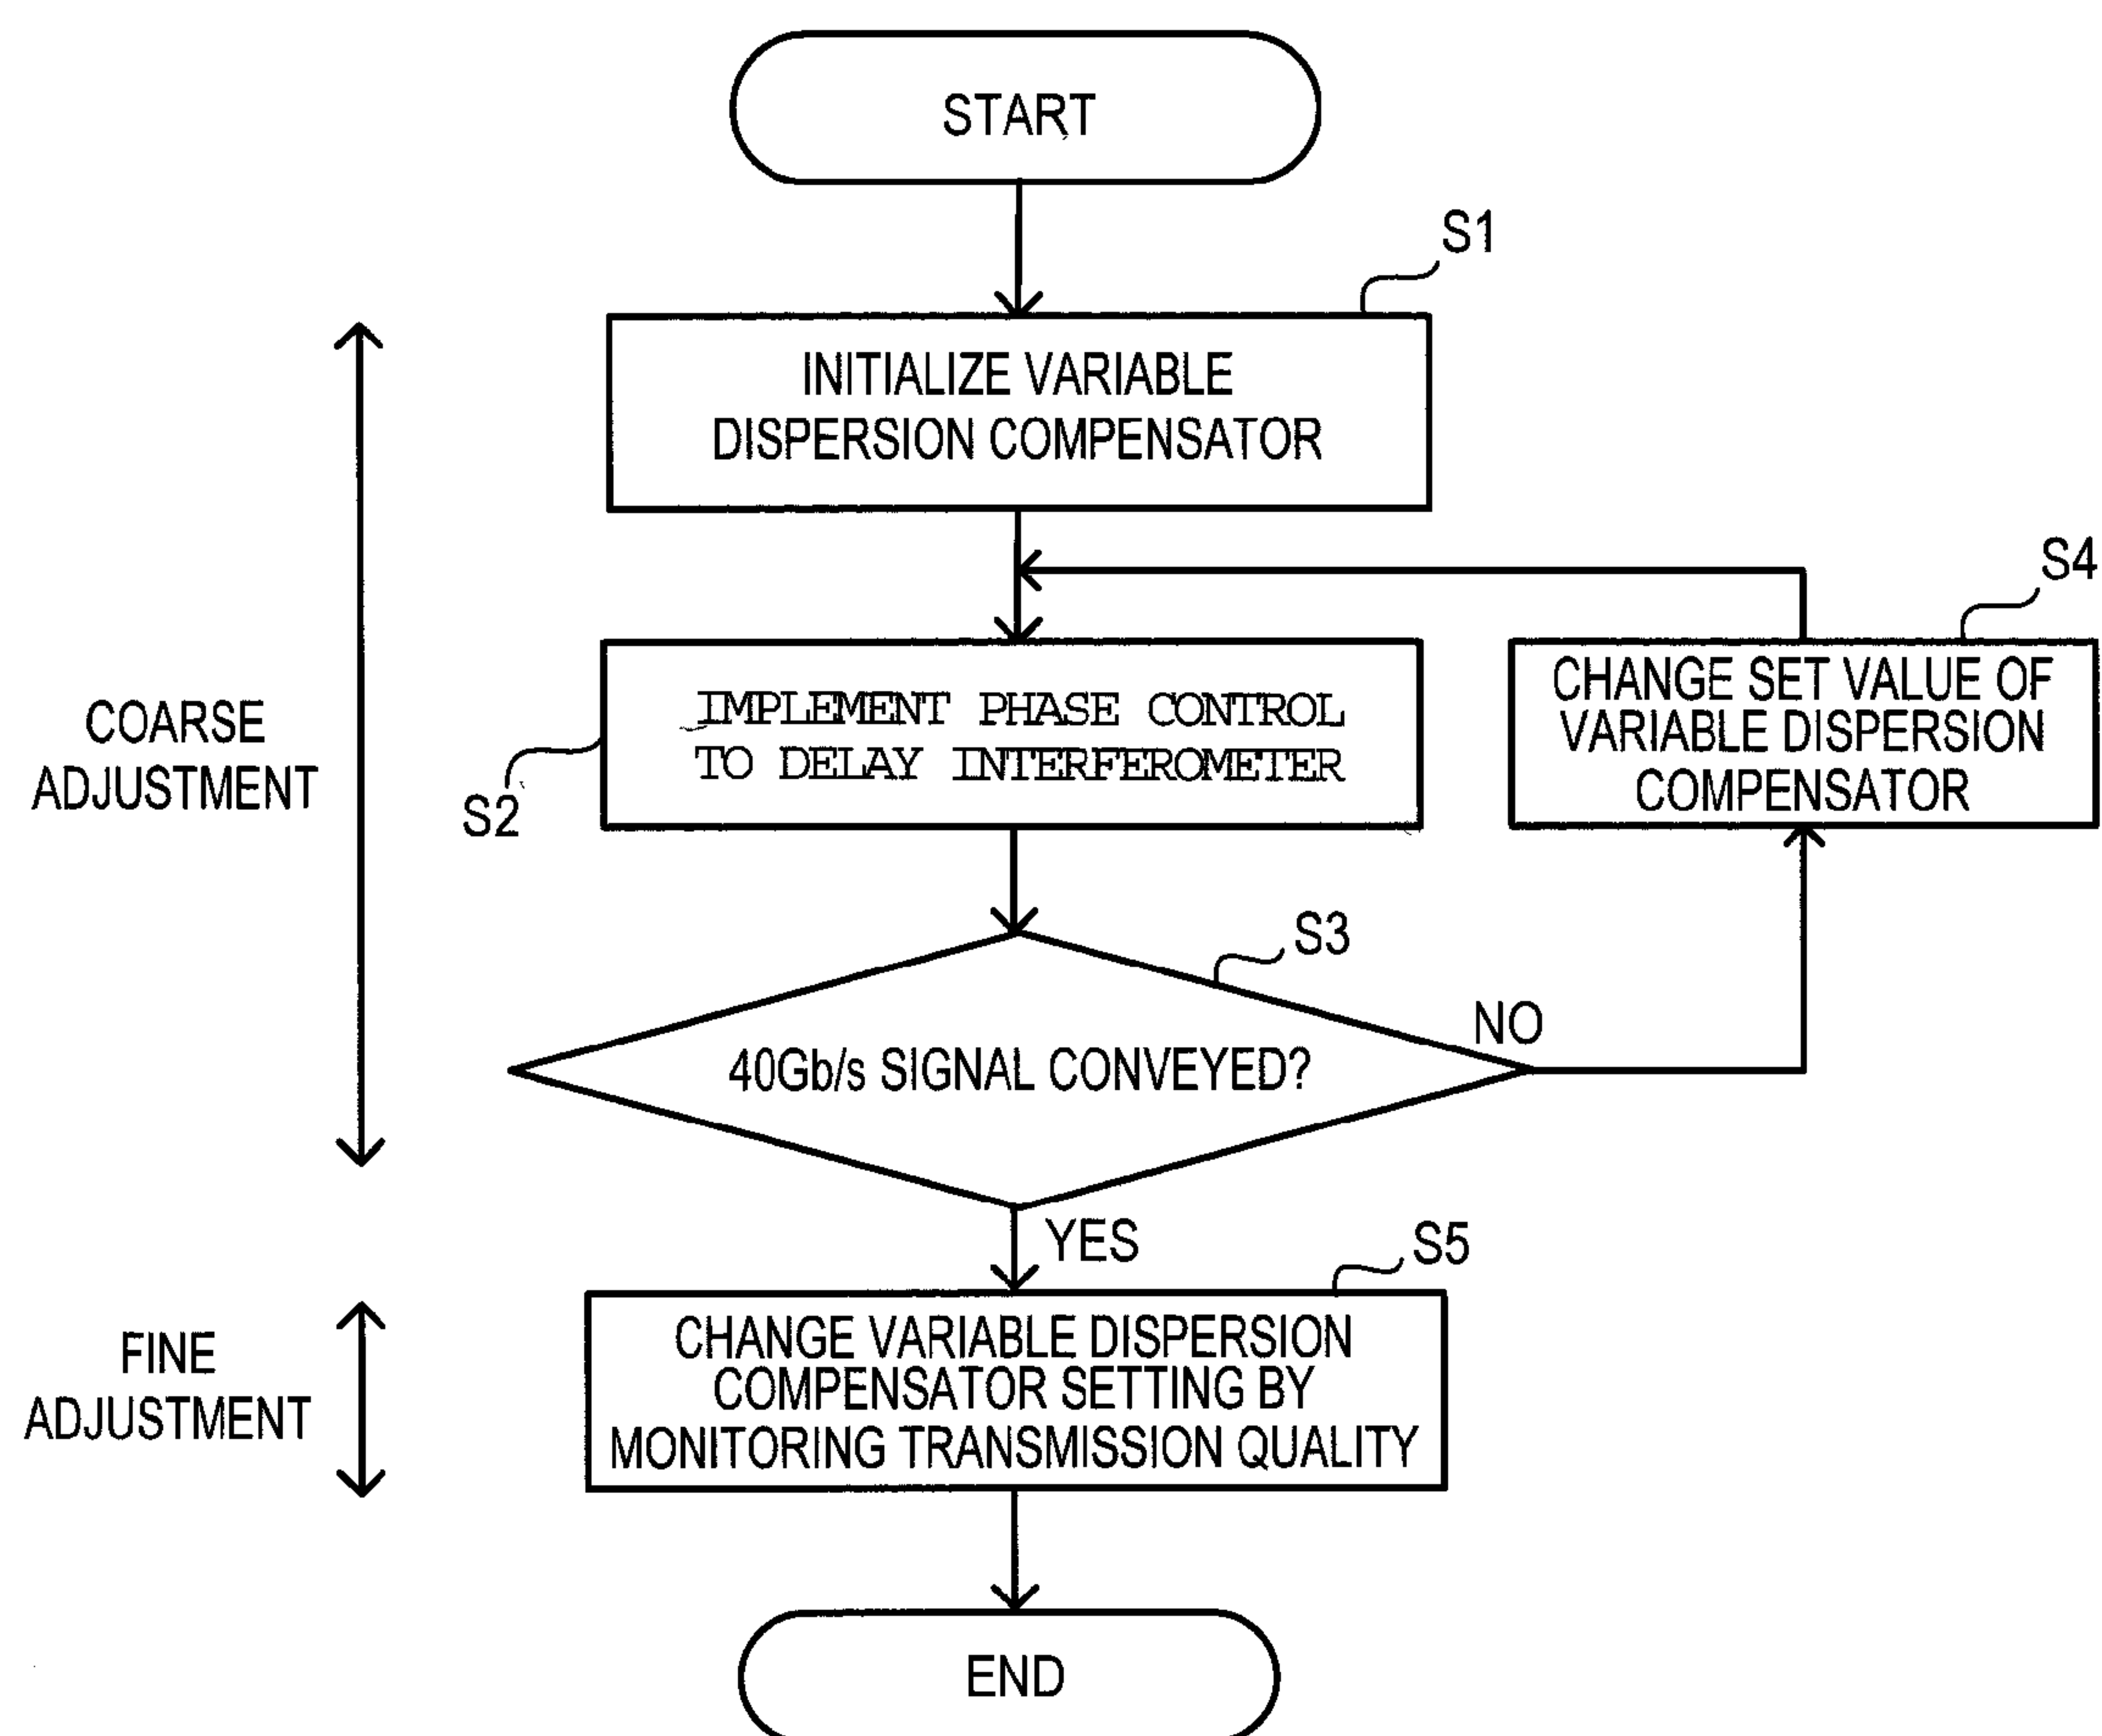 START
S1
INITIALIZE VARIABLE
DISPERSION COMPENSATOR
S4
CHANGE SET VALUE OF
VARIABLE DISPERSION
COMPENSATOR
COARSE
ADJUSTMENT
IMPLEMENT PHASE CONTROL
TO DELAY INTERFEROMETER
S2
S3
NO
40Gb/s SIGNAL CONVEYED?
YES
S5
FINE
ADJUSTMENT
CHANGE VARIABLE DISPERSION
COMPENSATOR SETTING BY
MONITORING TRANSMISSION QUALITY
END